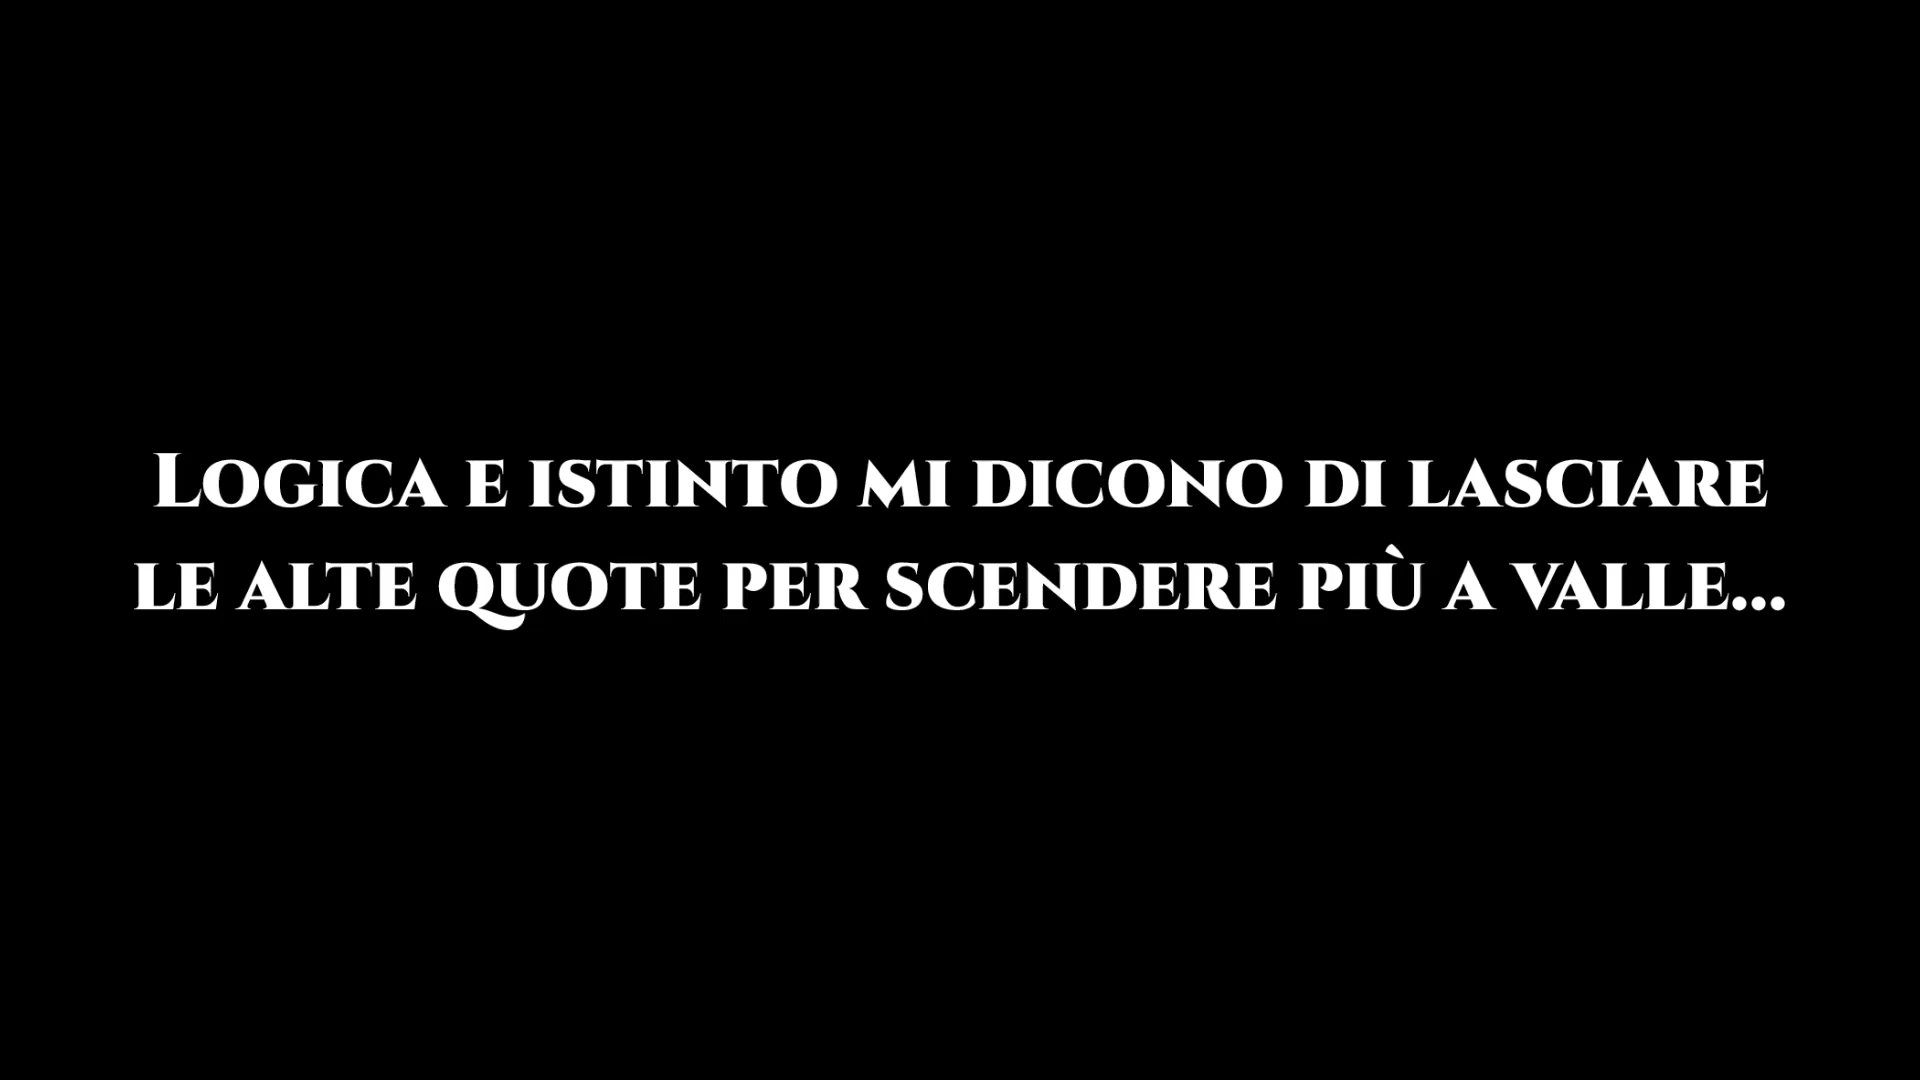 Logica e istinto mi dicono di lasciare
le alte quote per scendere più a valle...